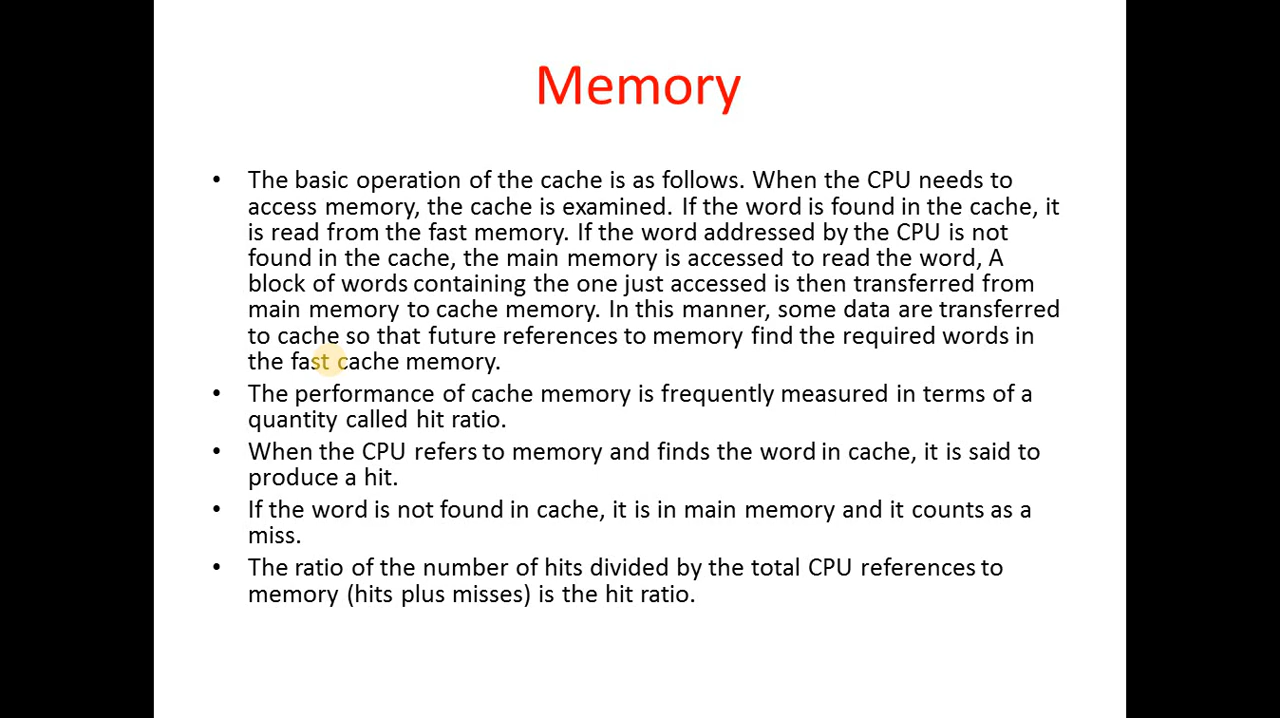 Memory
• The basic operation of the cache is as follows. When the CPU needs to
access memory, the cache is examined. If the word is found in the cache, it
is read from the fast memory. If the word addressed by the CPU is not
found in the cache, the main memory is accessed to read the word, A
block of words containing the one just accessed is then transferred from
main memory to cache memory. In this manner, some data are transferred
to cache so that future references to memory find the required words in
the fast cache memory.
• The performance of cache memory is frequently measured in terms of a
quantity called hit ratio.
• When the CPU refers to memory and finds the word in cache, it is said to
produce a hit.
• If the word is not found in cache, it is in main memory and it counts as a
miss.
• The ratio of the number of hits divided by the total CPU references to
memory (hits plus misses) is the hit ratio.